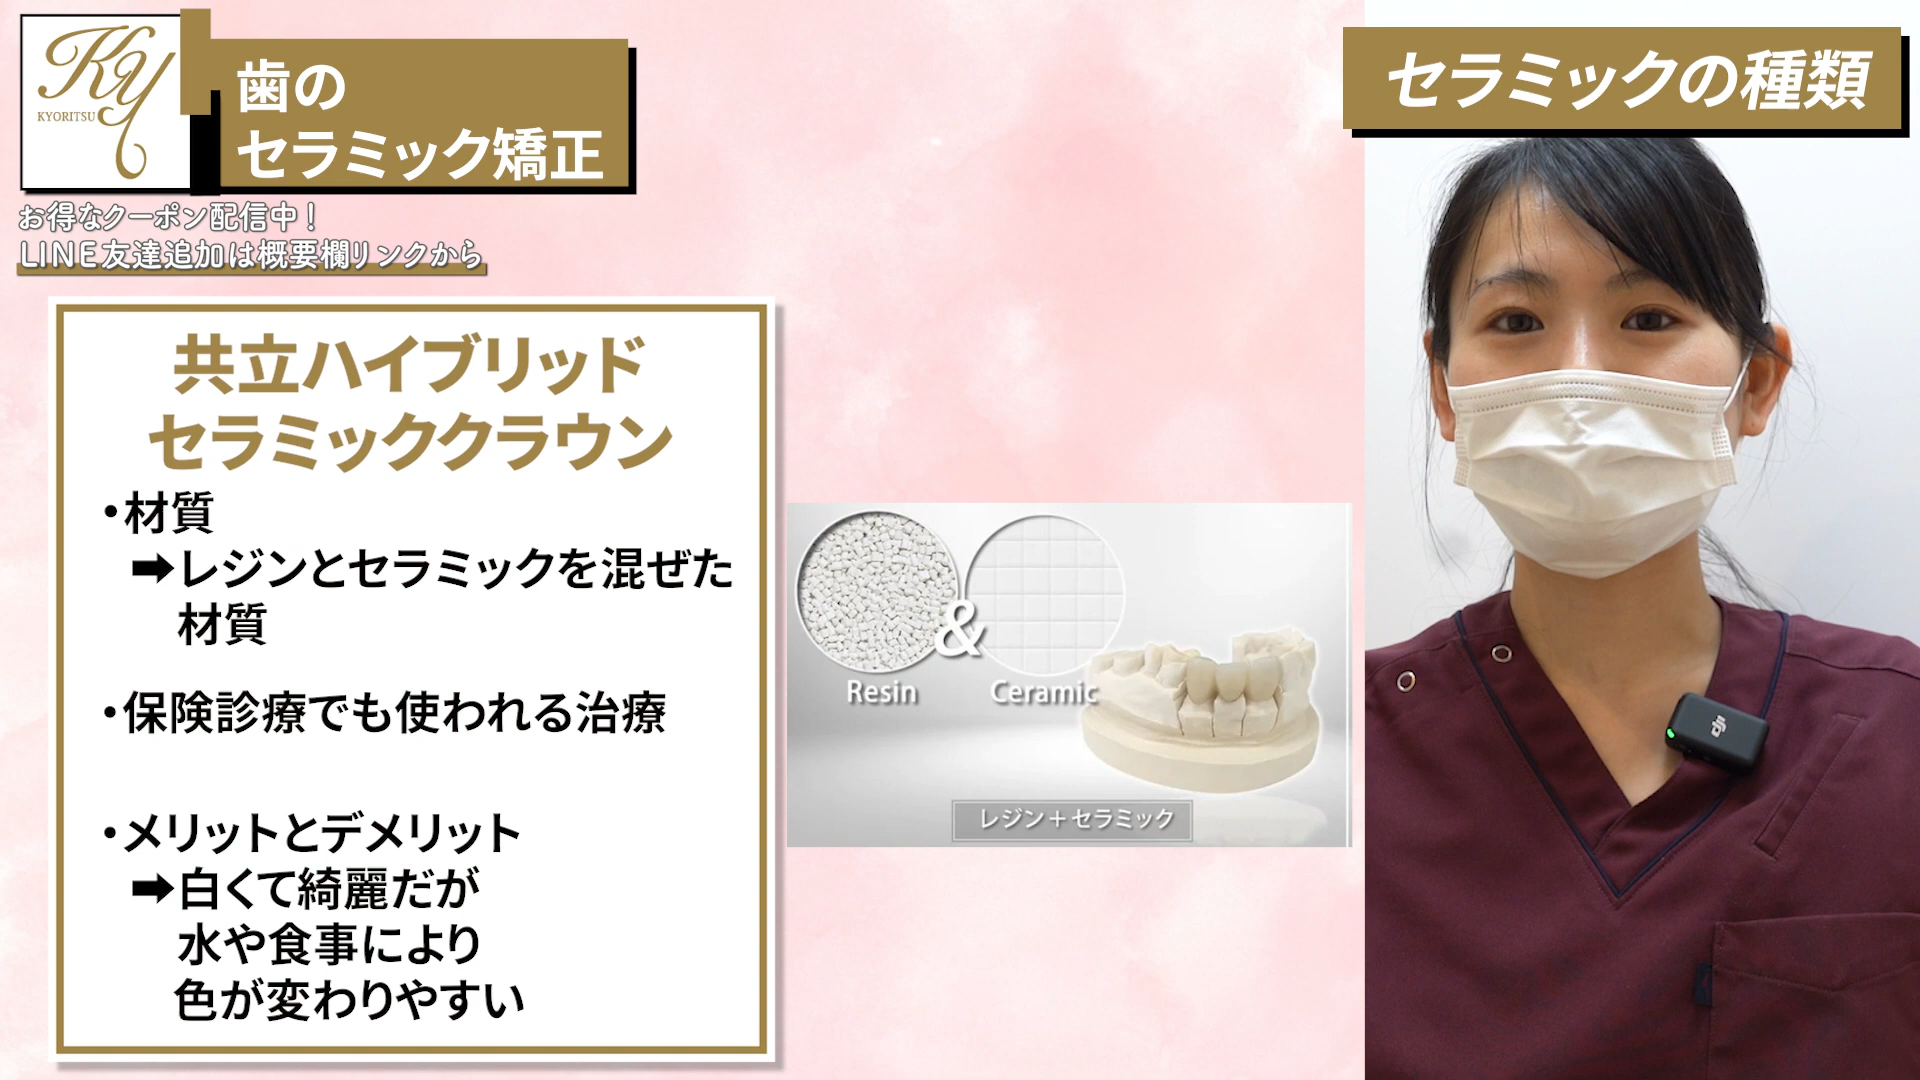 KY
KYORITSU
歯の
セラミック矯正
お得なクーポン配信中！
LINE友達追加は概要欄リンクから
セラミックの種類
共立ハイブリッド
セラミッククラウン
・材質
➡レジンとセラミックを混ぜた
材質
・保険診療でも使われる治療
・メリットとデメリット
➡白くて綺麗だが
水や食事により
色が変わりやすい
&
Resin
Ceramic
レジン＋セラミック
dji